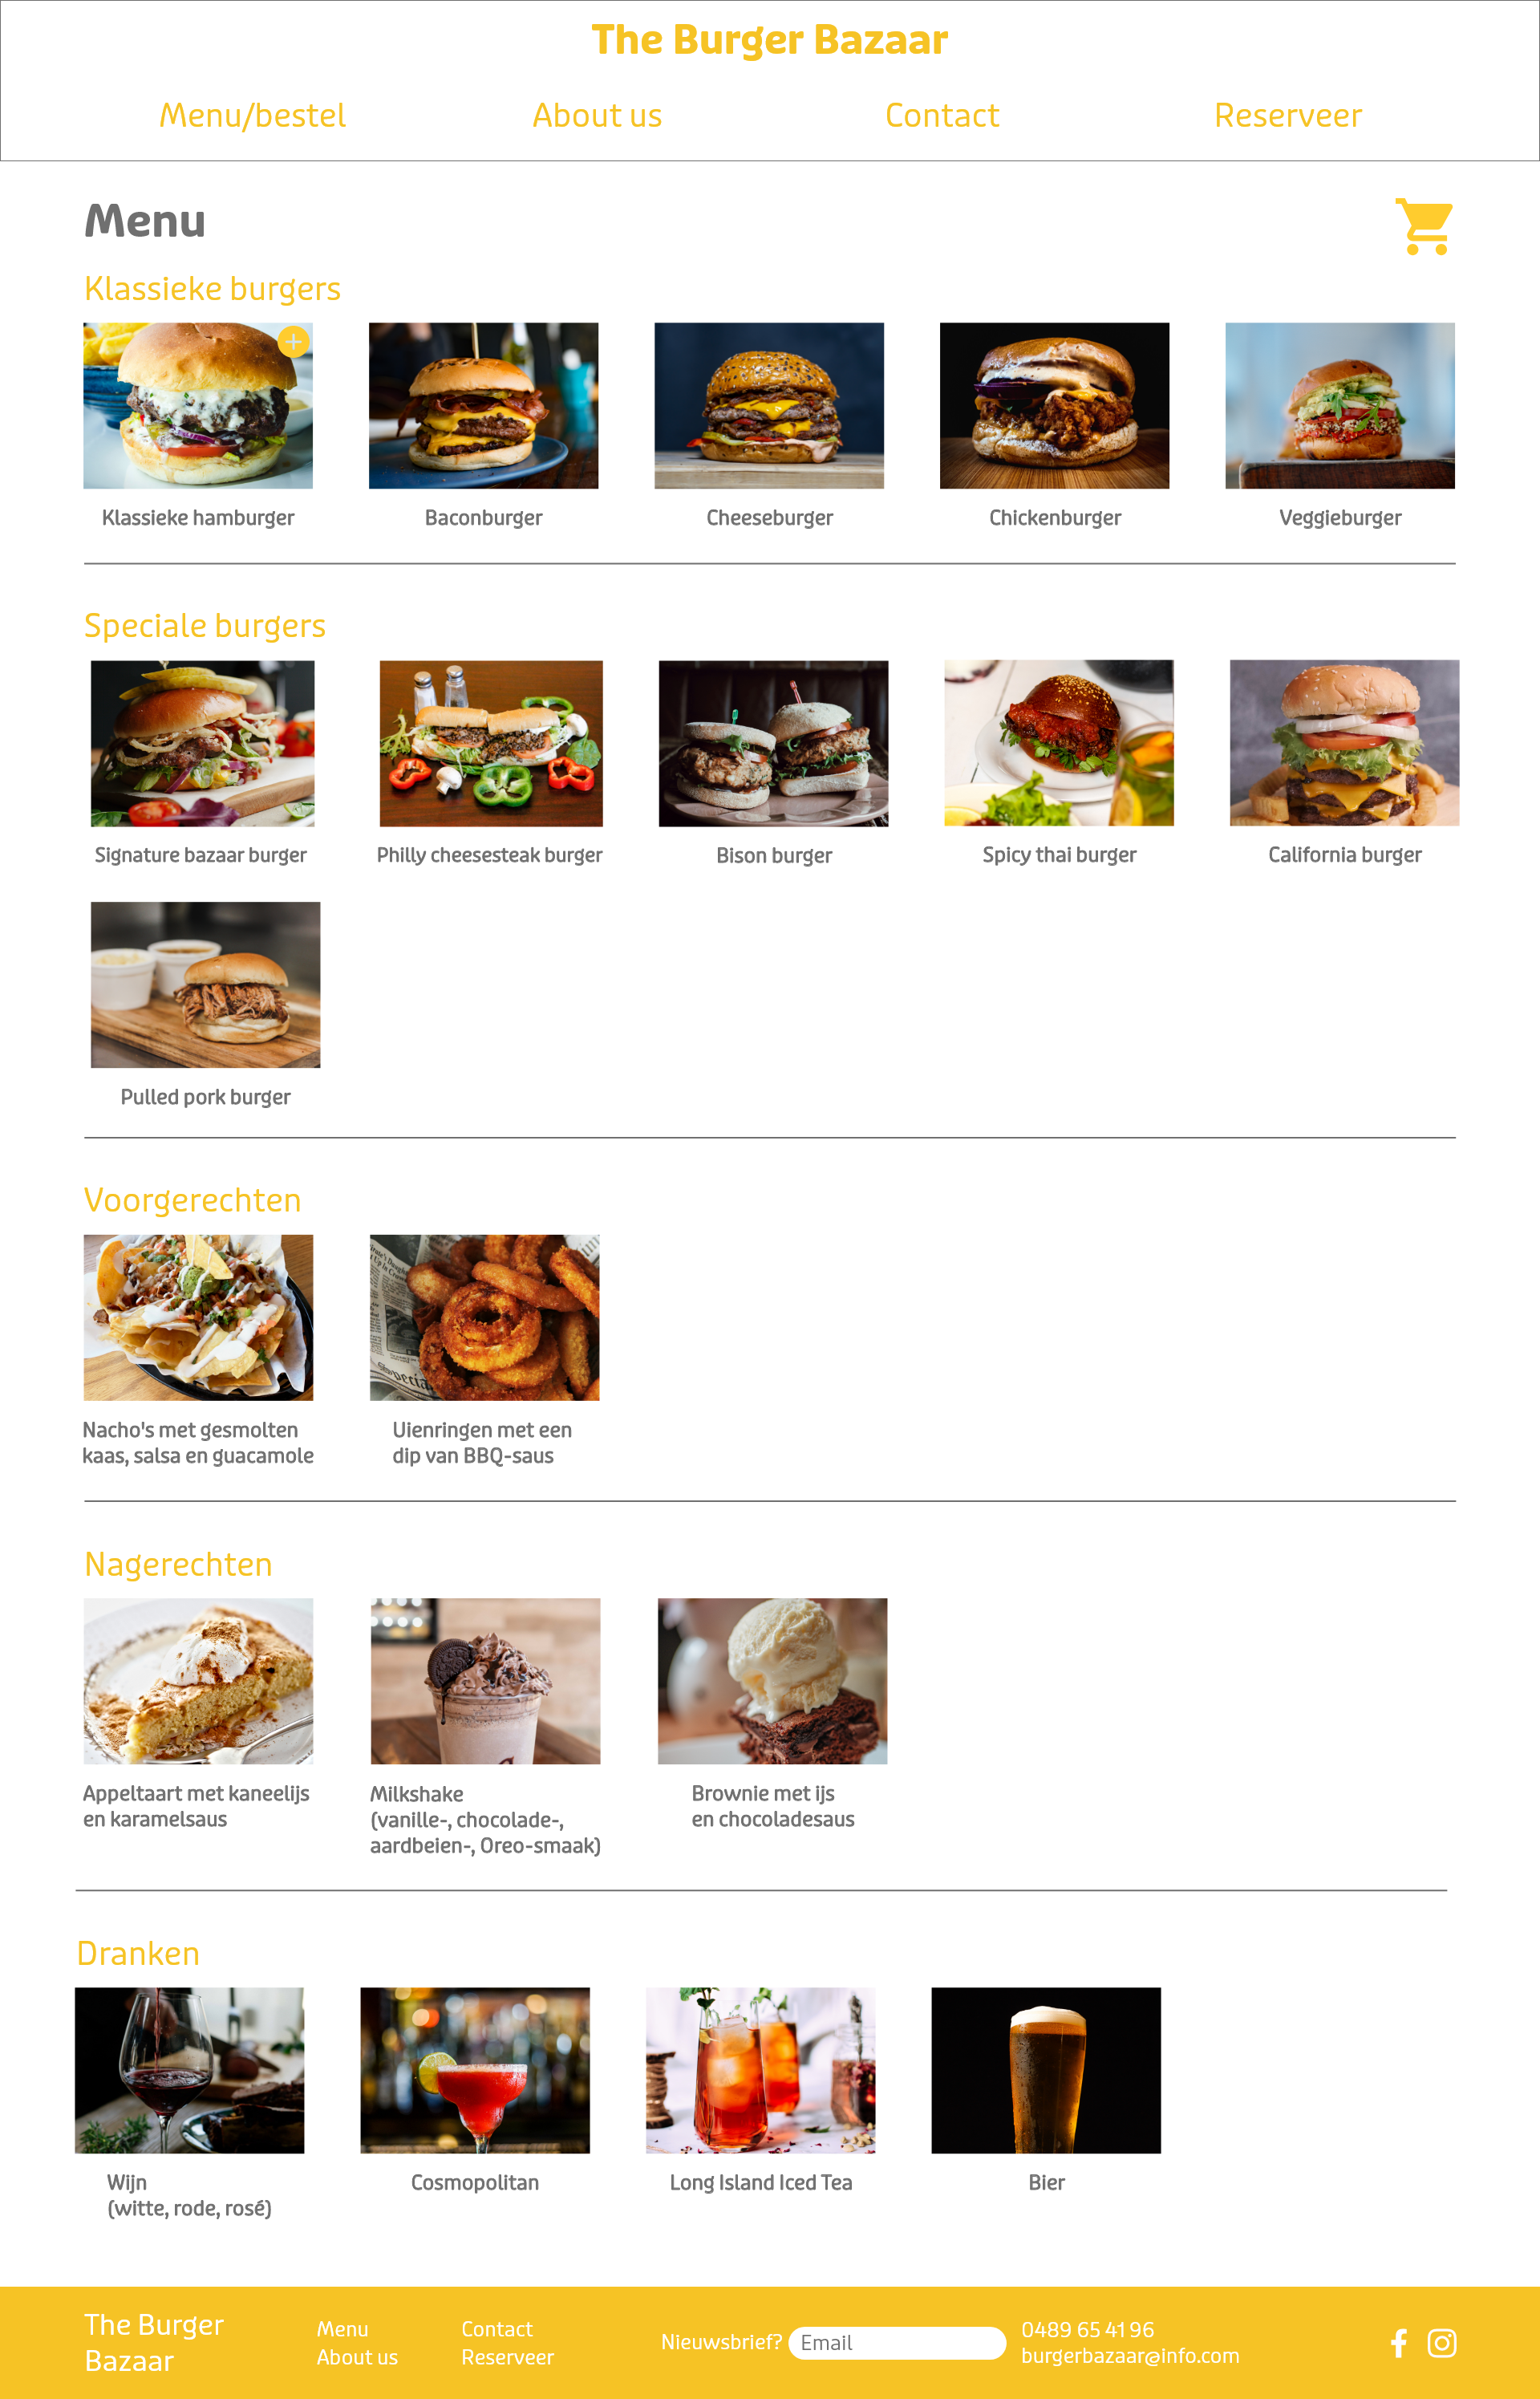 The Burger Bazaar
Menu/bestel
About us
Contact
Reserveer
Menu
Klassieke burgers
Klassieke hamburger
Baconburger
Cheeseburger
Chickenburger
Veggieburger
Speciale burgers
Signature bazaar burger
Philly cheesesteak burger
Bison burger
Spicy thai burger
California burger
Pulled pork burger
Voorgerechten
Nacho's met gesmolten
kaas, salsa en guacamole
Uienringen met een
dip van BBQ-saus
Nagerechten
Appeltaart met kaneelijs
en karamelsaus
Milkshake
(vanille-, chocolade-,
aardbeien-, Oreo-smaak)
Brownie met ijs
en chocoladesaus
Dranken
Wijn
(witte, rode, rosé)
Cosmopolitan
Long Island Iced Tea
Bier
The Burger
Bazaar
Menu
About us
Contact
Reserveer
Nieuwsbrief?
Email
0489 65 41 96
burgerbazaar@info.com